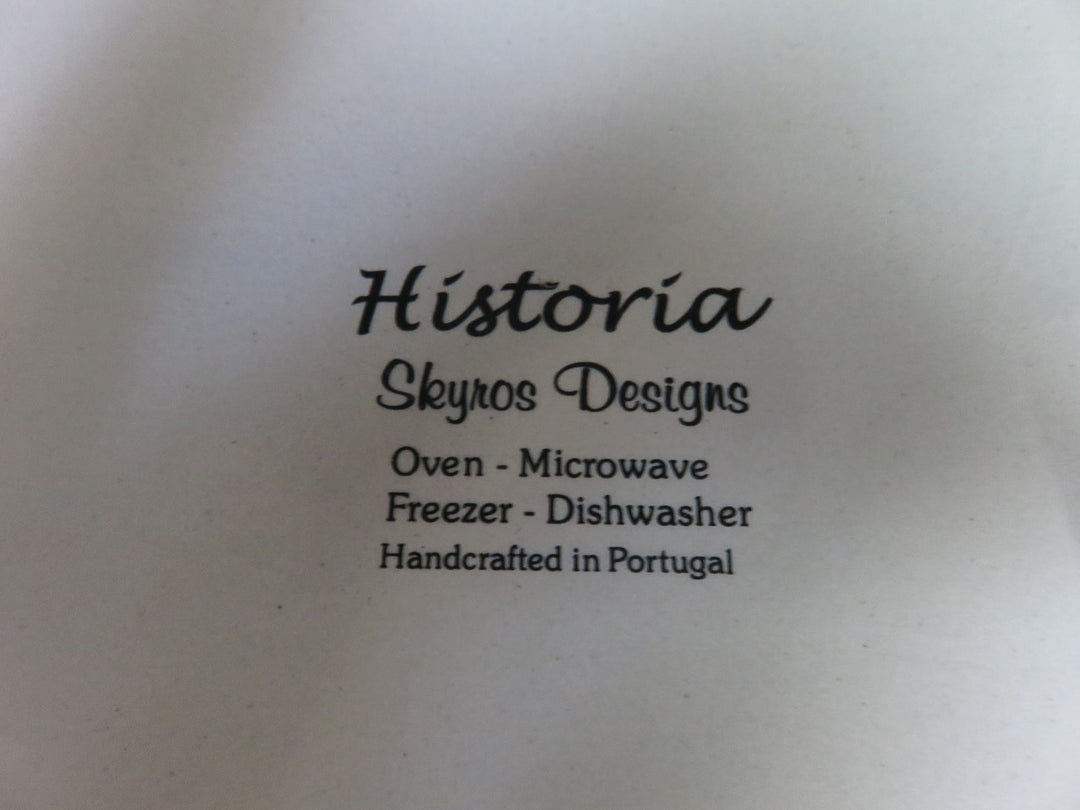 Historia
Skyros Designs
Oven - Microwave
Freezer - Dishwasher
Handcrafted in Portugal